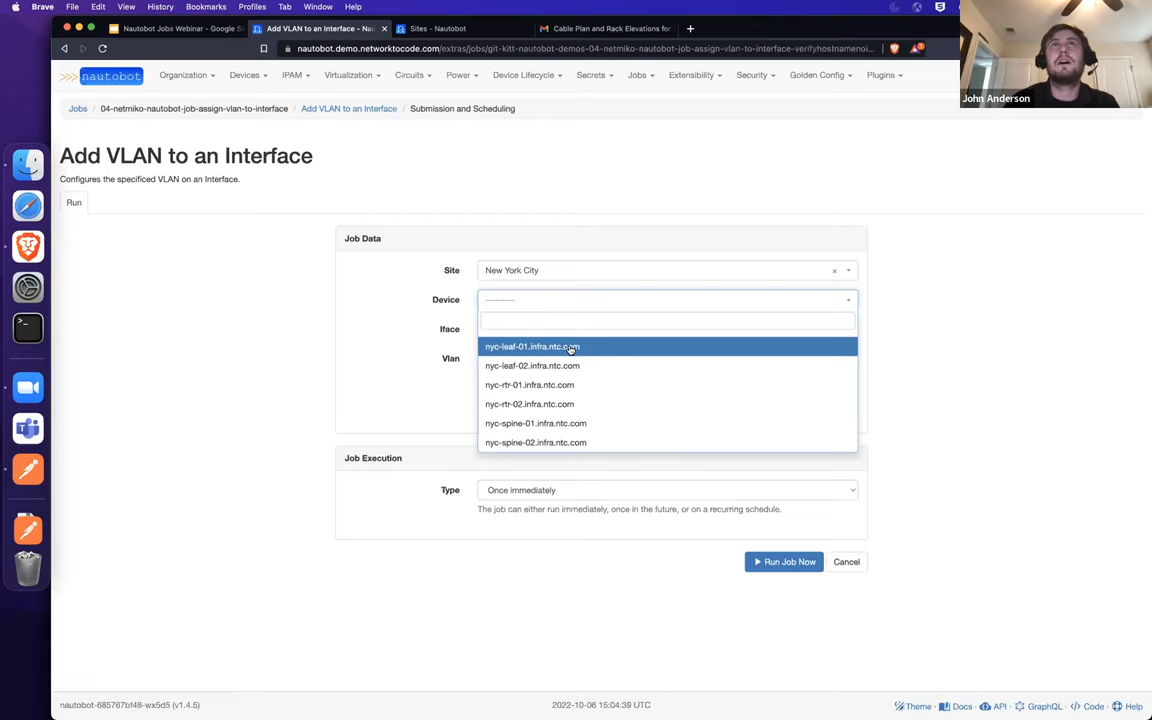 Brave File Edit View History Bookmarks Profiles Tab Window Help
Nautobot Jobs Webinar - Google Sl
Add VLAN to an Interface - Nau
Sites - Nautobot
Cable Plan and Rack Elevations for
nautobot.demo.networktocode.com/extras/jobs/git-kitt-nautobot-demos-04-netmiko-nautobot-job-assign-vlan-to-interface-verifyhostnamenoi...
nautobot Organization Devices IPAM Virtualization Circuits Power Device Lifecycle Secrets Jobs Extensibility Security Golden Config Plugins
John Anderson
Jobs / 04-netmiko-nautobot-job-assign-vlan-to-interface / Add VLAN to an Interface / Submission and Scheduling
Add VLAN to an Interface
Configures the specificed VLAN on an Interface.
Run
Job Data
Site New York City
Device ---------
Iface
nyc-leaf-01.infra.ntc.com
Vlan
nyc-leaf-02.infra.ntc.com
nyc-rtr-01.infra.ntc.com
nyc-rtr-02.infra.ntc.com
nyc-spine-01.infra.ntc.com
nyc-spine-02.infra.ntc.com
Job Execution
Type Once immediately
The job can either run immediately, once in the future, or on a recurring schedule.
Run Job Now Cancel
nautobot-685767bf48-wx5d5 (v1.4.5) 2022-10-06 15:04:39 UTC Theme · Docs · API · GraphQL · Code · Help